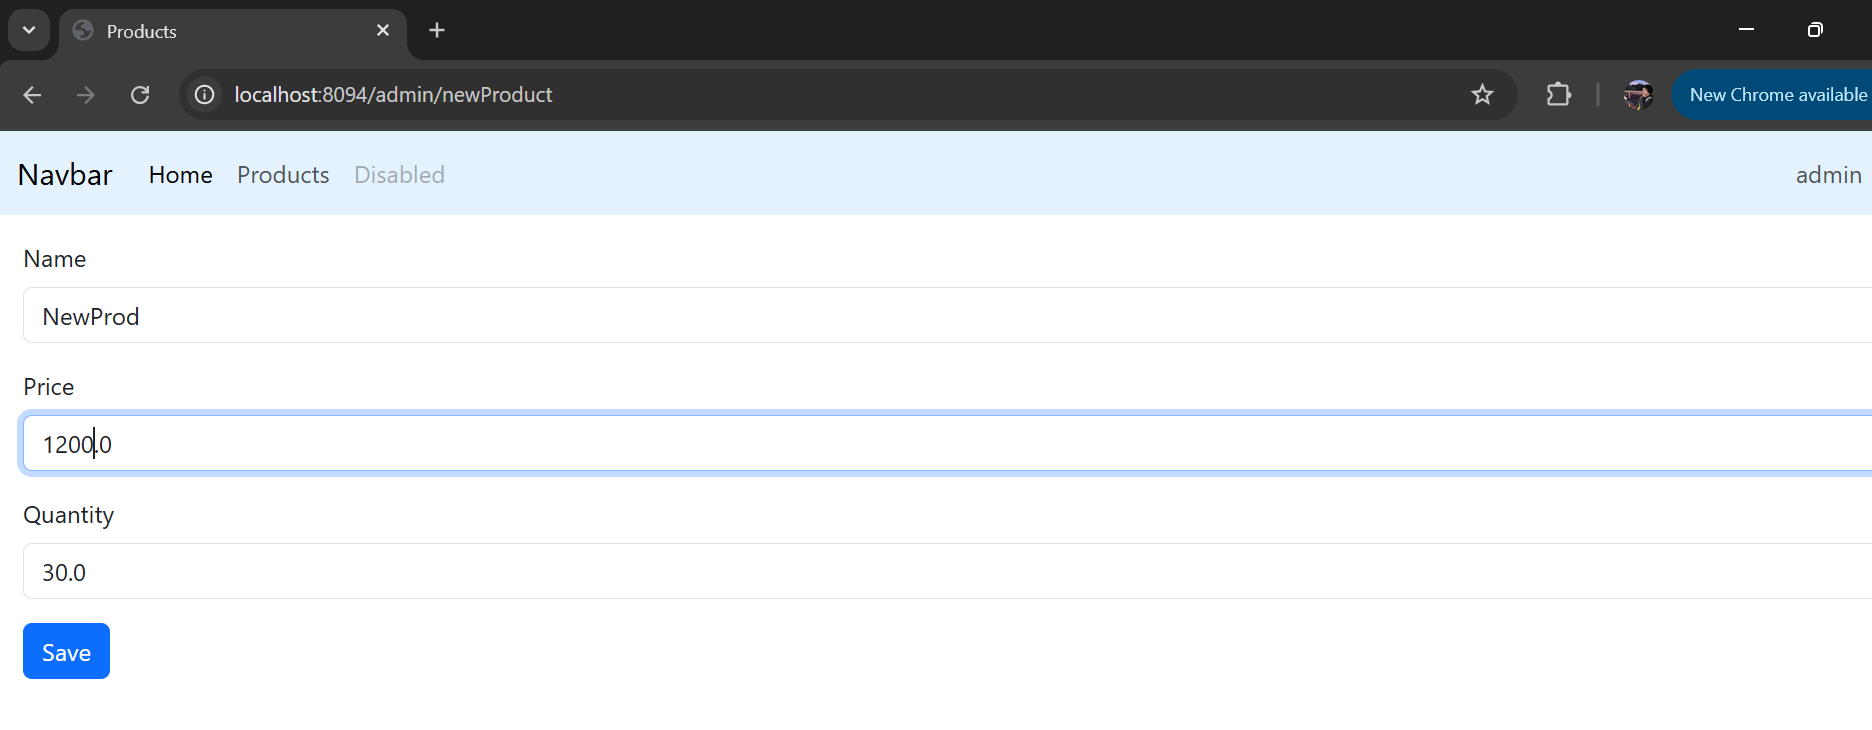 Products
localhost:8094/admin/newProduct
New Chrome available
Navbar Home Products Disabled admin
Name
NewProd
Price
1200.0
Quantity
30.0
Save